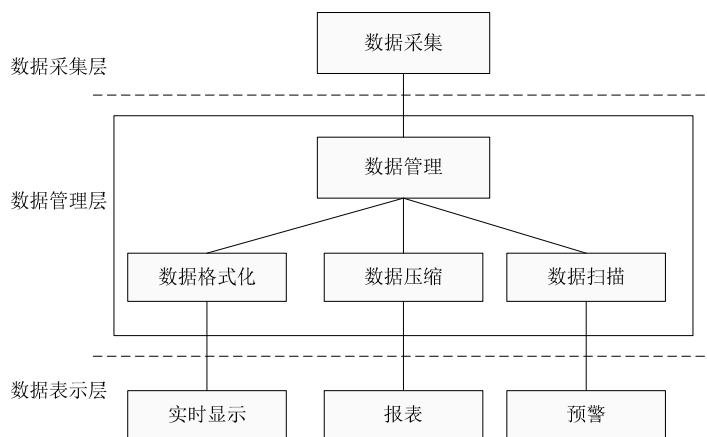 数据采集
数据采集层
数据管理
数据管理层
数据格式化
数据压缩
数据扫描
数据表示层
实时显示
报表
预警